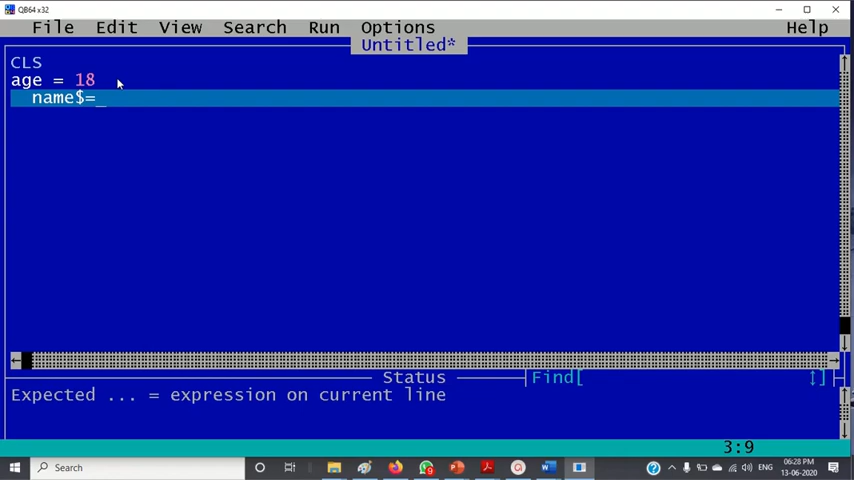 QB64 x32
File Edit View Search Run Options Help
Untitled*
CLS
age = 18
name$=_
Status Find[ ]
Expected ... = expression on current line
3:9
Search 9 ENG 06:28 PM
13-06-2020